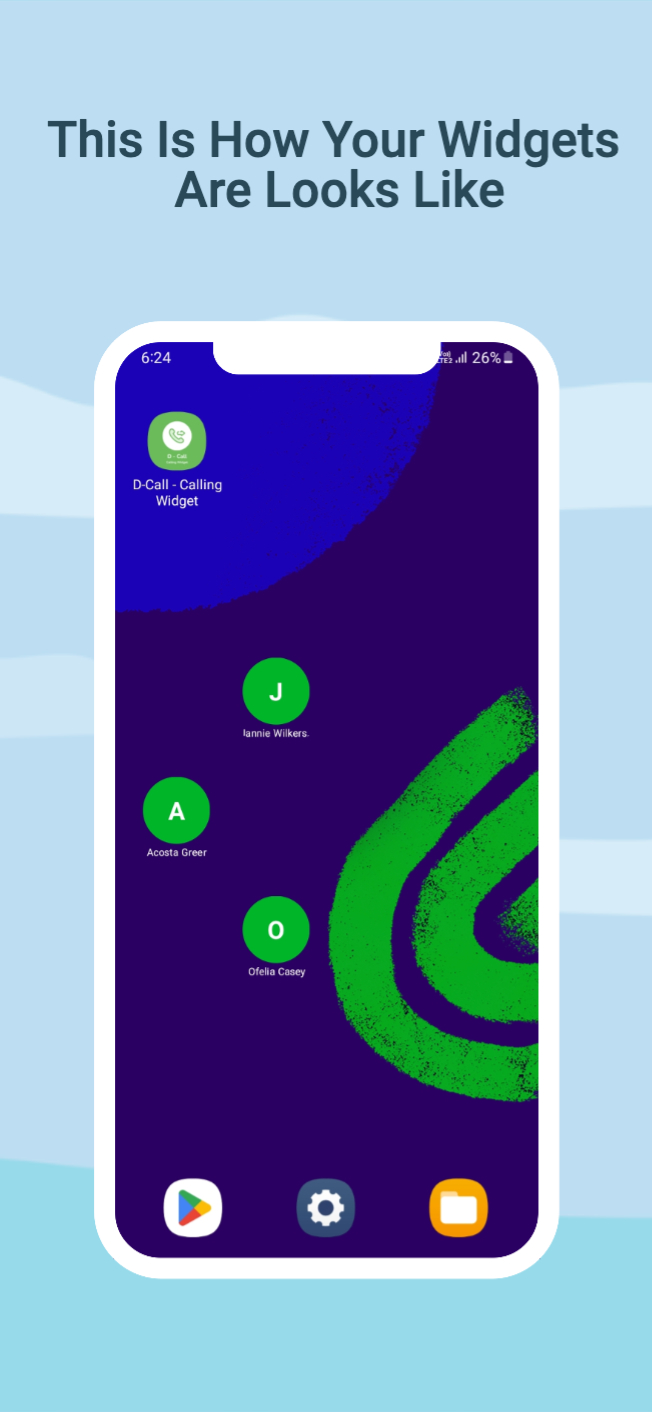 This Is How Your Widgets
Are Looks Like
6:24
26%
D - Call
D-Call - Calling
Widget
J
Jannie Wilkers
A
Acosta Greer
O
Ofelia Casey